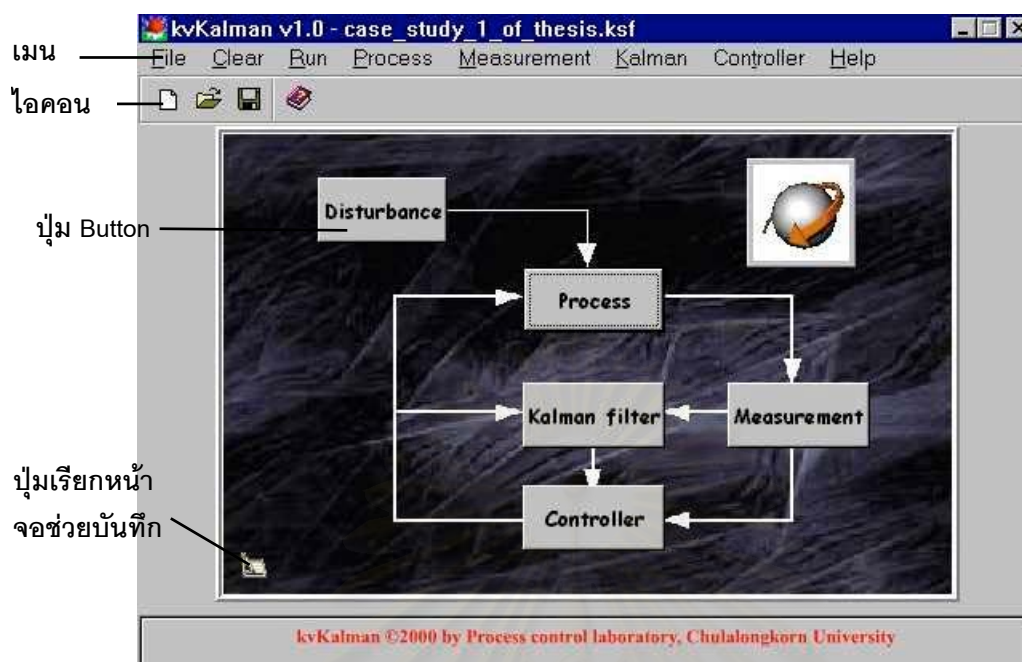 kvKalman v1.0 - case_study_1_of_thesis.ksf
เมน
File Clear Run Process Measurement Kalman Controller Help
ไอคอน
Disturbance
ปุ่ม Button
Process
Kalman filter
Measurement
ปุ่มเรียกหน้า
จอช่วยบันทึก
Controller
kvKalman ©2000 by Process control laboratory, Chulalongkorn University